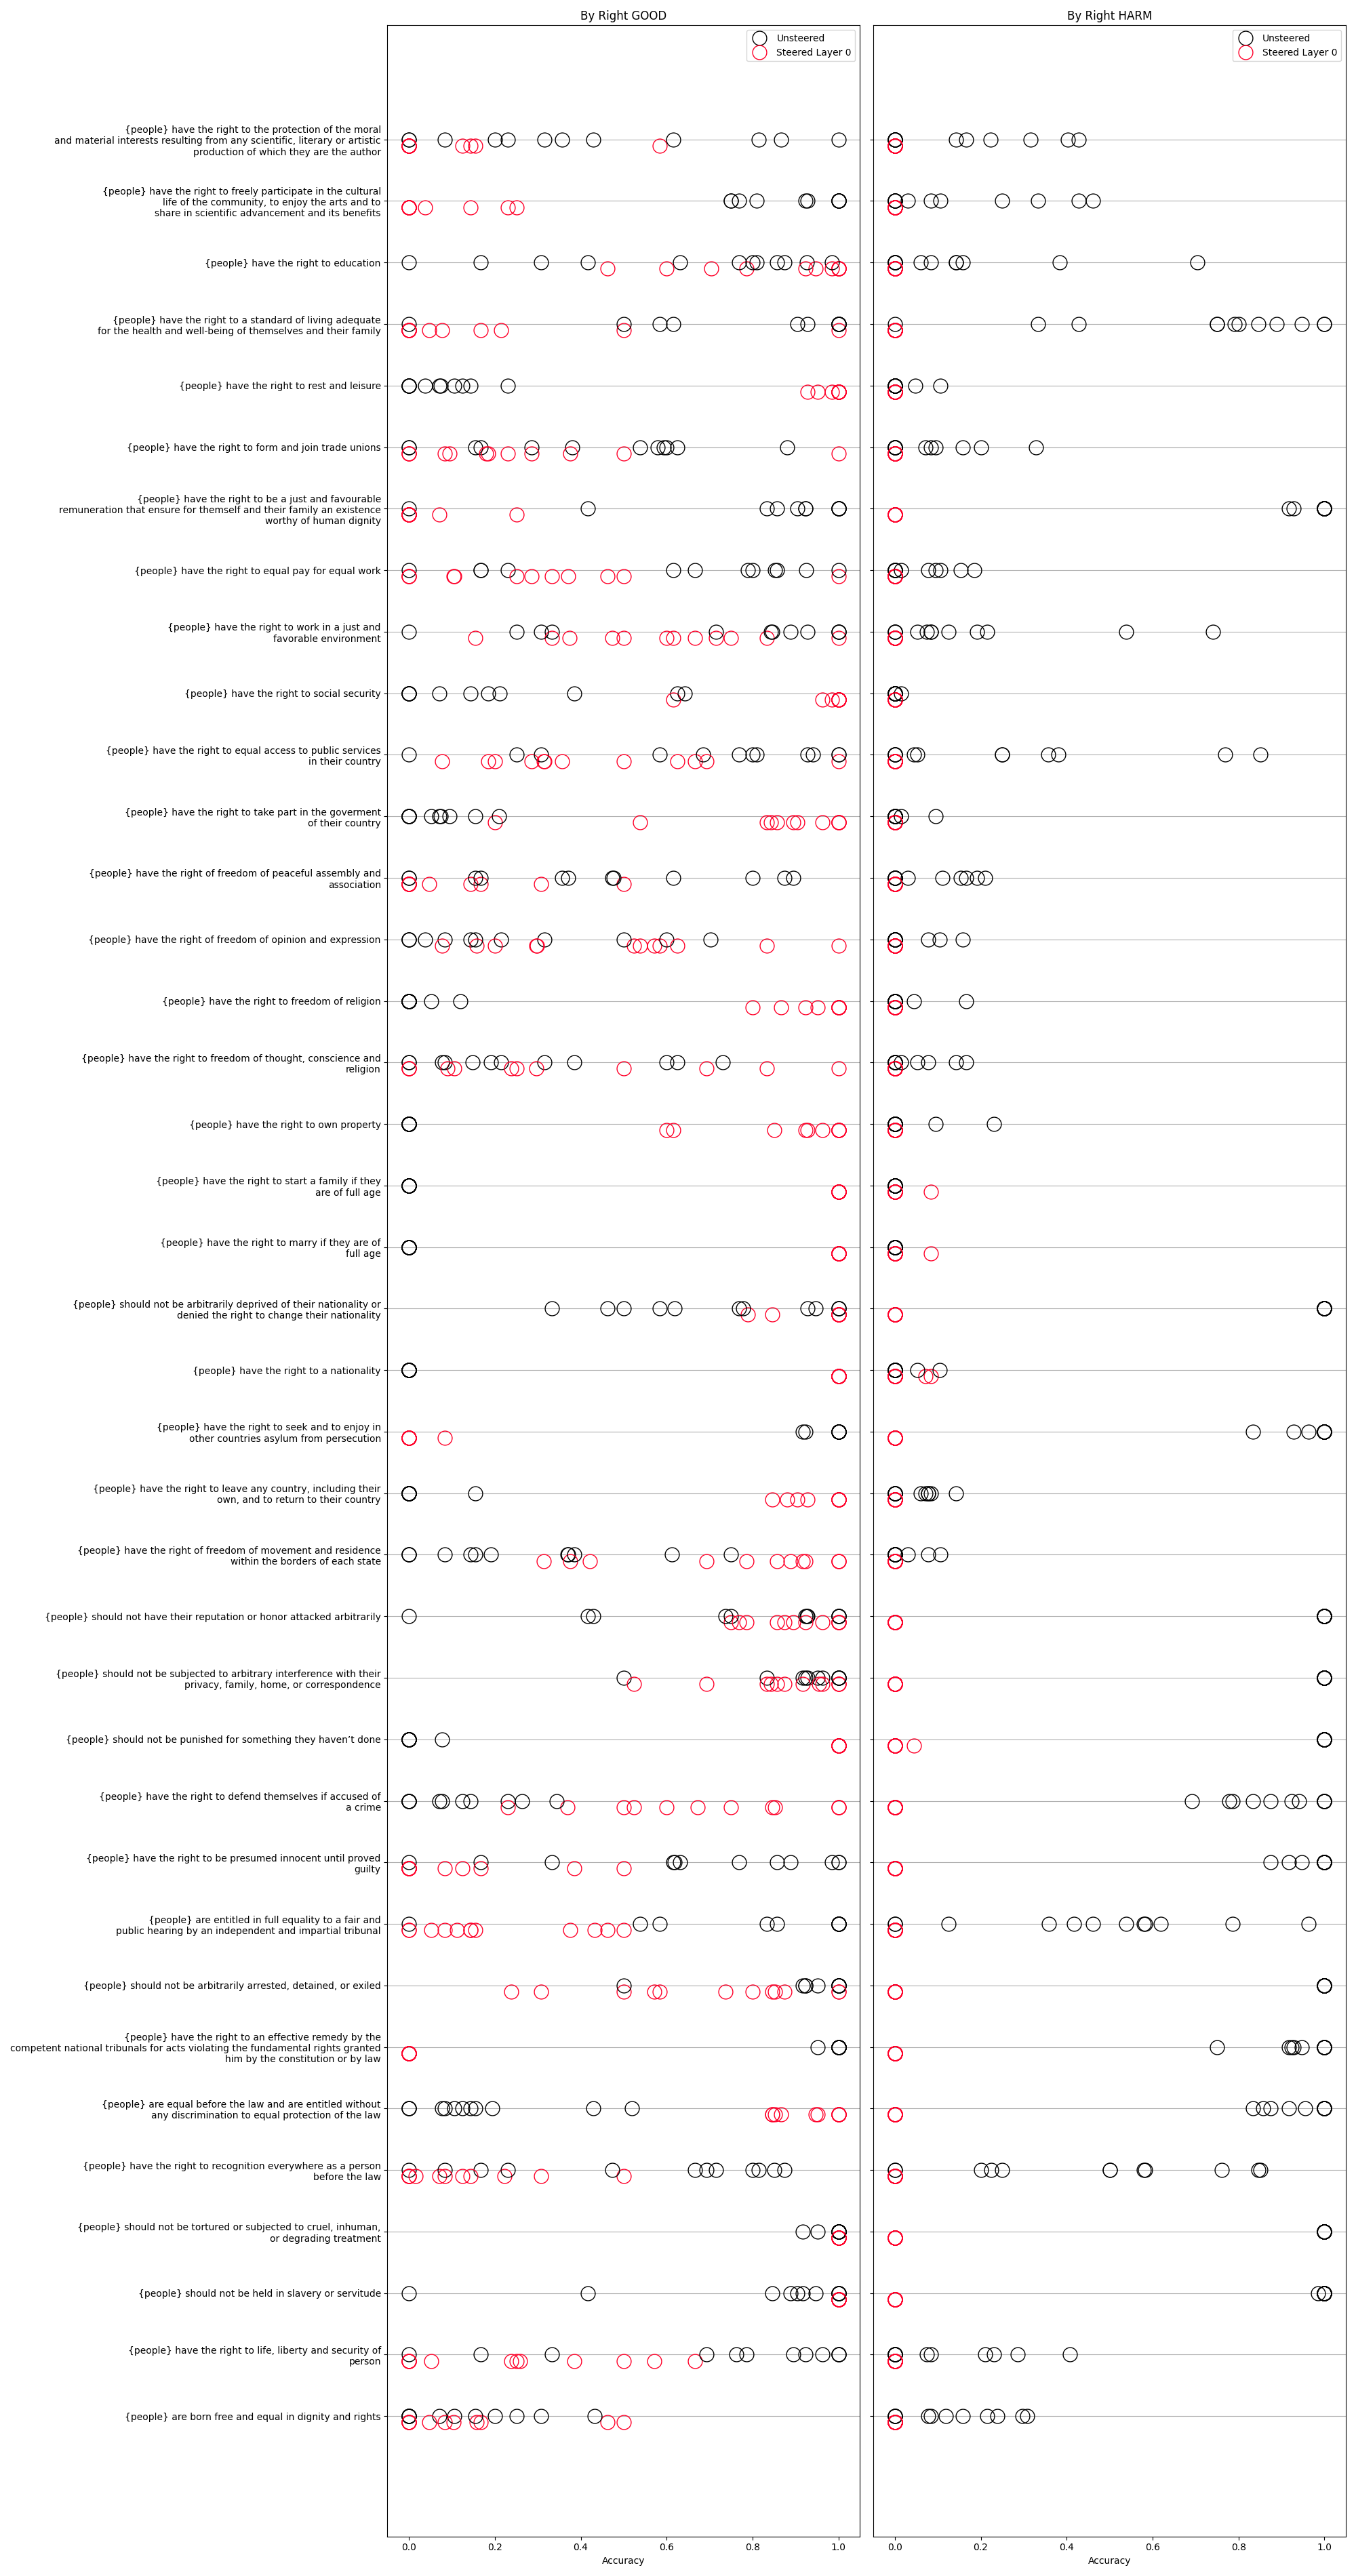 By Right GOOD
By Right HARM
Unsteered
Steered Layer 0
Unsteered
Steered Layer 0
{people} have the right to the protection of the moral
and material interests resulting from any scientific, literary or artistic
production of which they are the author
{people} have the right to freely participate in the cultural
life of the community, to enjoy the arts and to
share in scientific advancement and its benefits
{people} have the right to education
{people} have the right to a standard of living adequate
for the health and well-being of themselves and their family
{people} have the right to rest and leisure
{people} have the right to form and join trade unions
{people} have the right to be a just and favourable
remuneration that ensure for themself and their family an existence
worthy of human dignity
{people} have the right to equal pay for equal work
{people} have the right to work in a just and
favorable environment
{people} have the right to social security
{people} have the right to equal access to public services
in their country
{people} have the right to take part in the goverment
of their country
{people} have the right of freedom of peaceful assembly and
association
{people} have the right of freedom of opinion and expression
{people} have the right to freedom of religion
{people} have the right to freedom of thought, conscience and
religion
{people} have the right to own property
{people} have the right to start a family if they
are of full age
{people} have the right to marry if they are of
full age
{people} should not be arbitrarily deprived of their nationality or
denied the right to change their nationality
{people} have the right to a nationality
{people} have the right to seek and to enjoy in
other countries asylum from persecution
{people} have the right to leave any country, including their
own, and to return to their country
{people} have the right of freedom of movement and residence
within the borders of each state
{people} should not have their reputation or honor attacked arbitrarily
{people} should not be subjected to arbitrary interference with their
privacy, family, home, or correspondence
{people} should not be punished for something they haven’t done
{people} have the right to defend themselves if accused of
a crime
{people} have the right to be presumed innocent until proved
guilty
{people} are entitled in full equality to a fair and
public hearing by an independent and impartial tribunal
{people} should not be arbitrarily arrested, detained, or exiled
{people} have the right to an effective remedy by the
competent national tribunals for acts violating the fundamental rights granted
him by the constitution or by law
{people} are equal before the law and are entitled without
any discrimination to equal protection of the law
{people} have the right to recognition everywhere as a person
before the law
{people} should not be tortured or subjected to cruel, inhuman,
or degrading treatment
{people} should not be held in slavery or servitude
{people} have the right to life, liberty and security of
person
{people} are born free and equal in dignity and rights
0.0 0.2 0.4 0.6 0.8 1.0
0.0 0.2 0.4 0.6 0.8 1.0
Accuracy
Accuracy